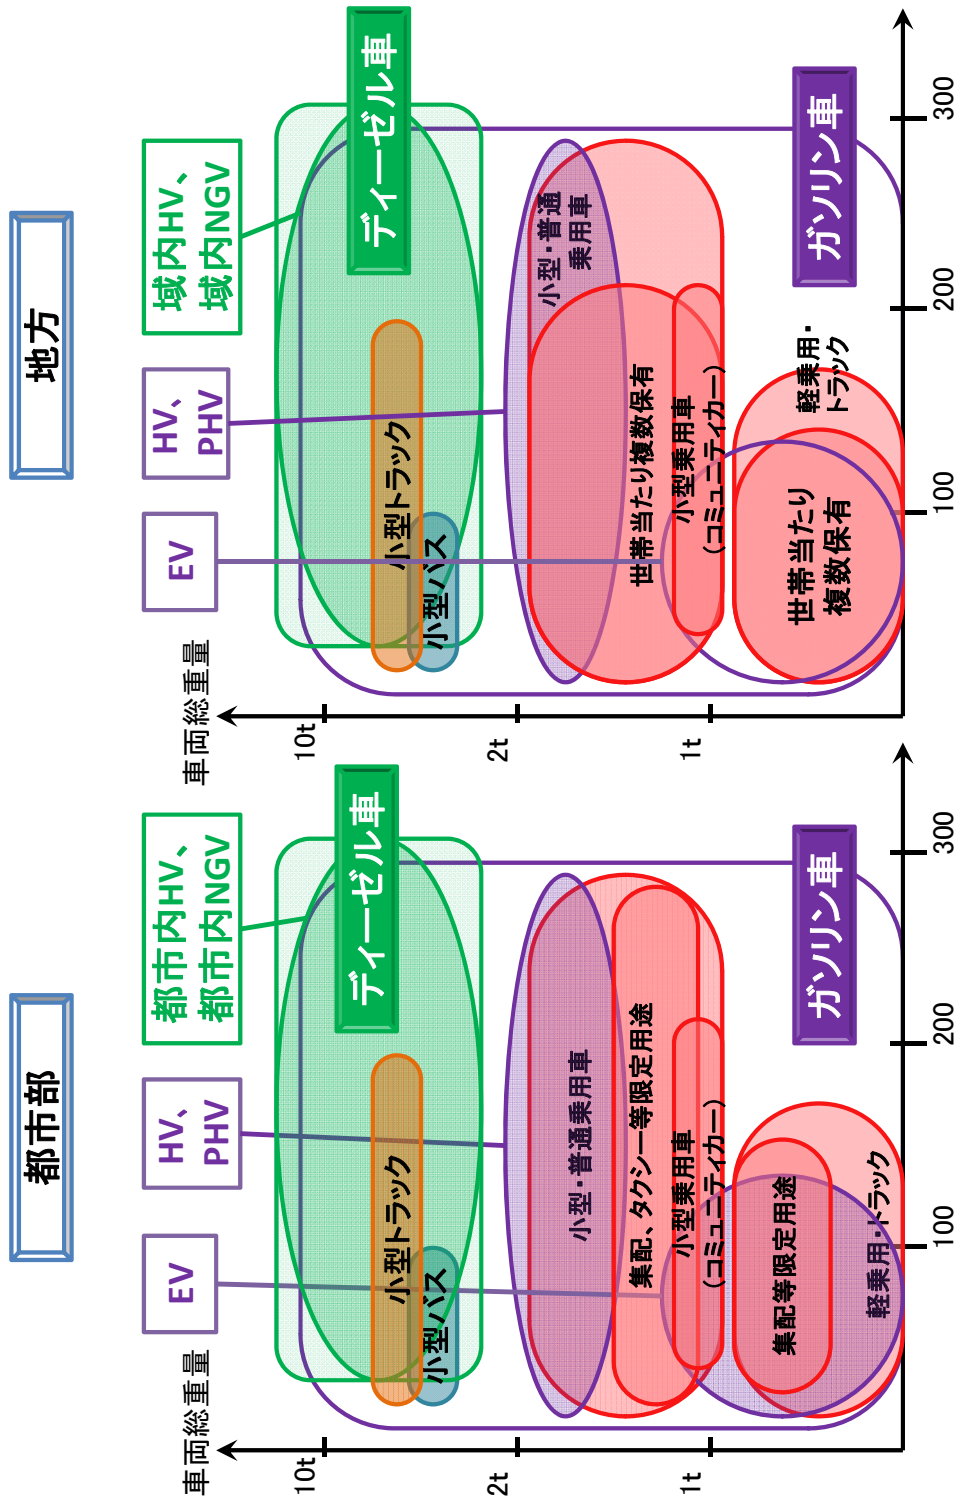 都市部
EV
HV、
PHV
都市内HV、
都市内NGV
車両総重量
10t
2t
1t
ディーゼル車
小型トラック
小型バス
小型・普通乗用車
集配、タクシー等限定用途
小型乗用車
（コミュニティカー）
集配等限定用途
軽乗用・トラック
ガソリン車
100
200
300
地方
EV
HV、
PHV
域内HV、
域内NGV
車両総重量
10t
2t
1t
ディーゼル車
小型トラック
小型バス
小型・普通
乗用車
世帯当たり複数保有
小型乗用車
（コミュニティカー）
軽乗用・
トラック
世帯当たり
複数保有
ガソリン車
100
200
300